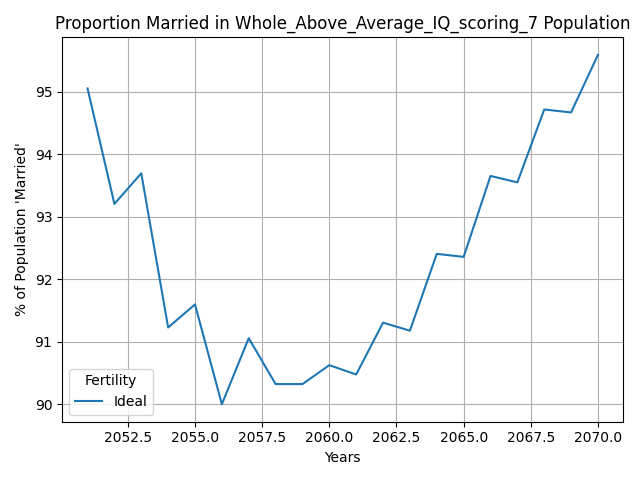 Proportion Married in Whole_Above_Average_IQ_scoring_7 Population
% of Population 'Married'
95
94
93
92
91
90
Fertility
Ideal
2052.5 2055.0 2057.5 2060.0 2062.5 2065.0 2067.5 2070.0
Years